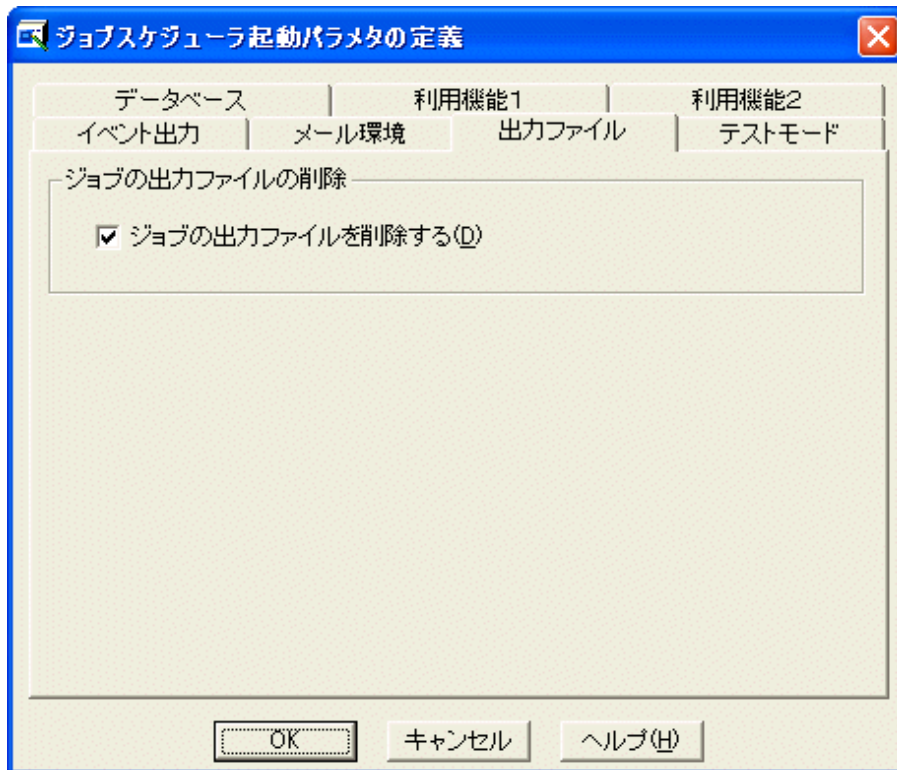 ジョブスケジューラ起動パラメタの定義
データベース 利用機能1 利用機能2
イベント出力 メール環境 出力ファイル テストモード
ジョブの出力ファイルの削除
ジョブの出力ファイルを削除する(D)
OK キャンセル ヘルプ(H)